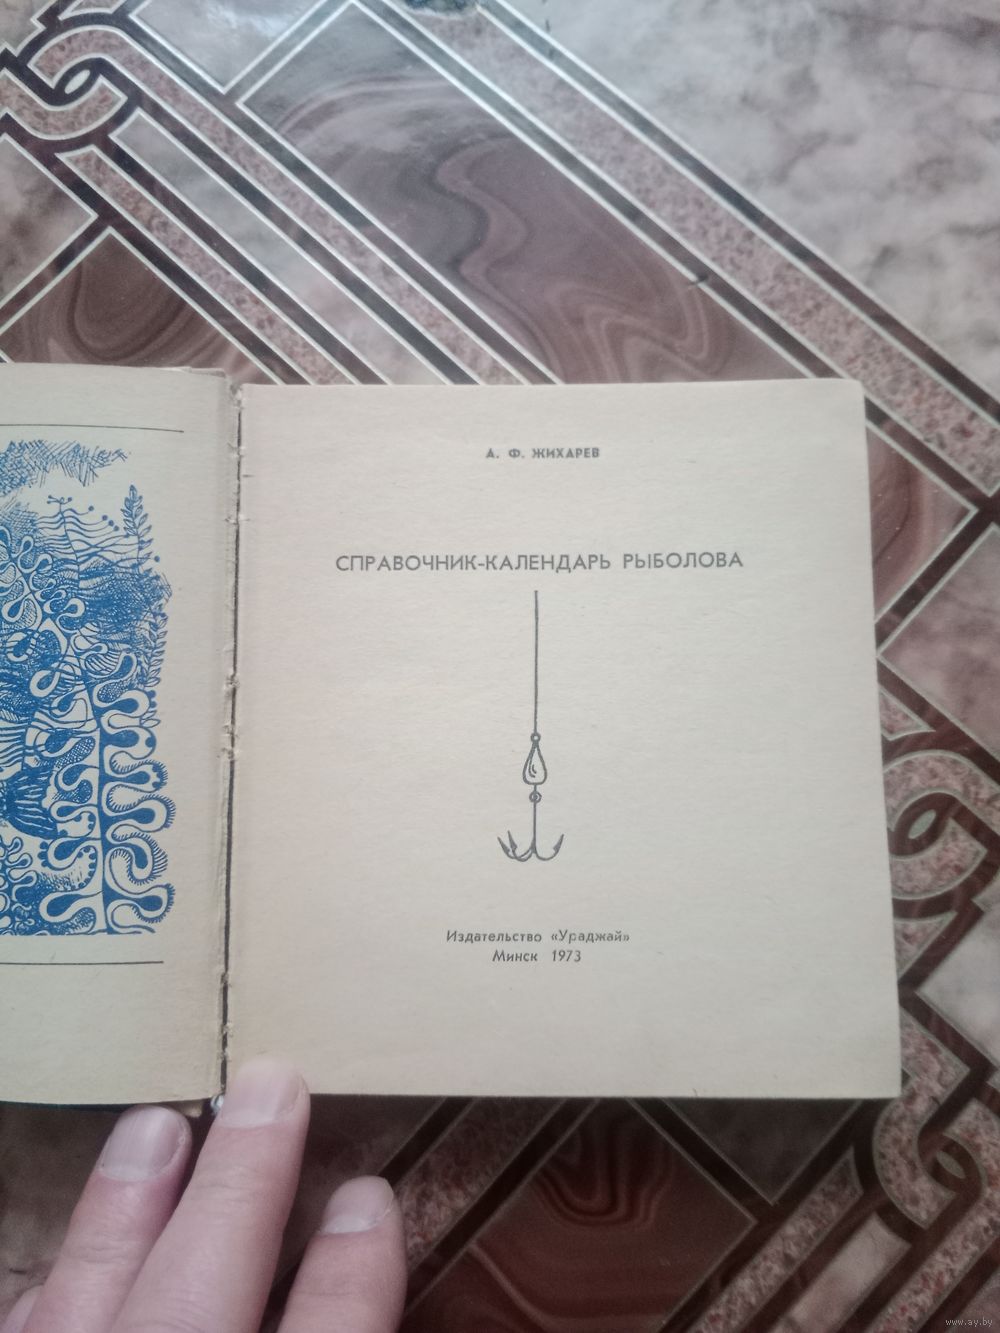 А. Ф. ЖИХАРЕВ
СПРАВОЧНИК-КАЛЕНДАРЬ РЫБОЛОВА
Издательство «Ураджай»
Минск 1973
www.ay.by